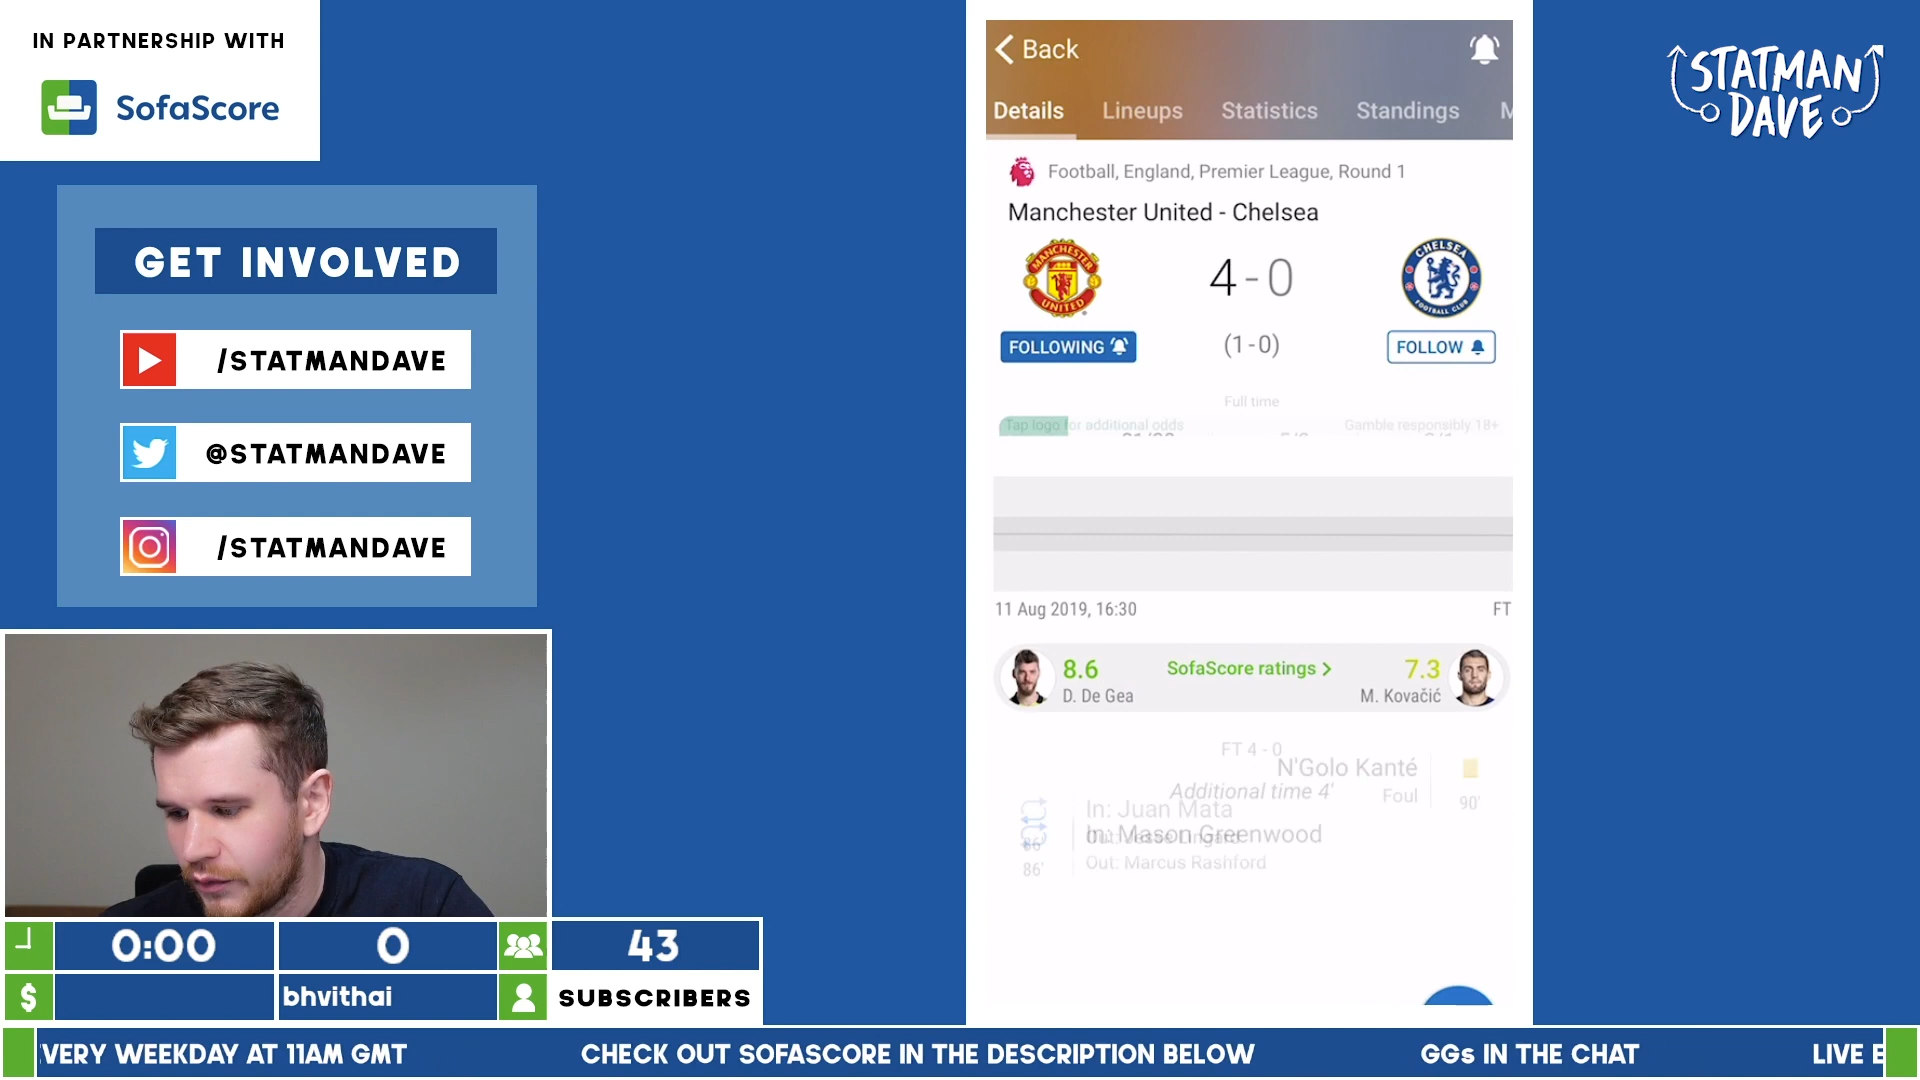 IN PARTNERSHIP WITH
SofaScore
GET INVOLVED
/STATMANDAVE
@STATMANDAVE
/STATMANDAVE
0:00
0
43
$
bhvithai
SUBSCRIBERS
Back
Details Lineups Statistics Standings M
Football, England, Premier League, Round 1
Manchester United - Chelsea
MANCHESTER
UNITED
4 - 0
CHELSEA
FOOTBALL CLUB
FOLLOWING
(1-0)
FOLLOW
Full time
Tap logo for additional odds
Gamble responsibly 18+
11 Aug 2019, 16:30
FT
8.6
D. De Gea
SofaScore ratings >
7.3
M. Kovačić
FT 4 - 0
N'Golo Kanté
Additional time 4'
Foul
90'
In: Juan Mata
In: Mason Greenwood
Out: Marcus Rashford
86'
STATMAN
DAVE
VERY WEEKDAY AT 11AM GMT
CHECK OUT SOFASCORE IN THE DESCRIPTION BELOW
GGs IN THE CHAT
LIVE E